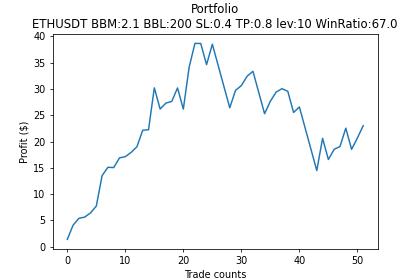 Portfolio
ETHUSDT BBM:2.1 BBL:200 SL:0.4 TP:0.8 lev:10 WinRatio:67.0
40
35
30
25
20
15
10
5
0
Profit ($)
0 10 20 30 40 50
Trade counts